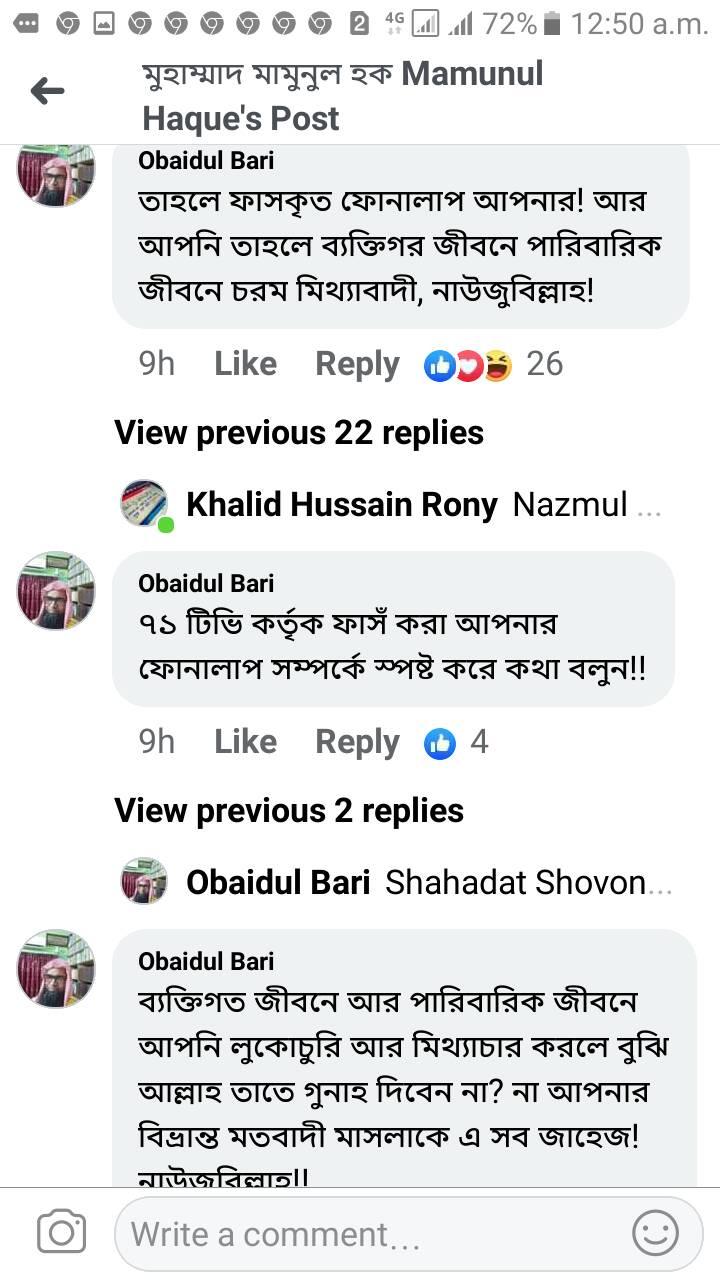 2 4G 72% 12:50 a.m.
মুহাম্মাদ মামুনুল হক Mamunul
Haque's Post
Obaidul Bari
তাহলে ফাসকৃত ফোনালাপ আপনার! আর
আপনি তাহলে ব্যক্তিগর জীবনে পারিবারিক
জীবনে চরম মিথ্যাবাদী, নাউজুবিল্লাহ!
9h Like Reply 26
View previous 22 replies
Khalid Hussain Rony Nazmul ...
Obaidul Bari
৭১ টিভি কর্তৃক ফাসঁ করা আপনার
ফোনালাপ সম্পর্কে স্পষ্ট করে কথা বলুন!!
9h Like Reply 4
View previous 2 replies
Obaidul Bari Shahadat Shovon...
Obaidul Bari
ব্যক্তিগত জীবনে আর পারিবারিক জীবনে
আপনি লুকোচুরি আর মিথ্যাচার করলে বুঝি
আল্লাহ তাতে গুনাহ দিবেন না? না আপনার
বিভ্রান্ত মতবাদী মাসলাকে এ সব জাহেজ!
নাউজুবিল্লাহ!!
Write a comment...